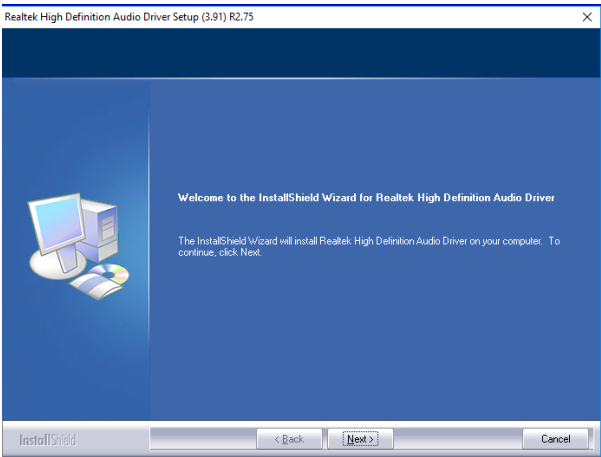 Realtek High Definition Audio Driver Setup (3.91) R2.75
Welcome to the InstallShield Wizard for Realtek High Definition Audio Driver
The InstallShield Wizard will install Realtek High Definition Audio Driver on your computer. To
continue, click Next.
InstallShield
< Back
Next >
Cancel